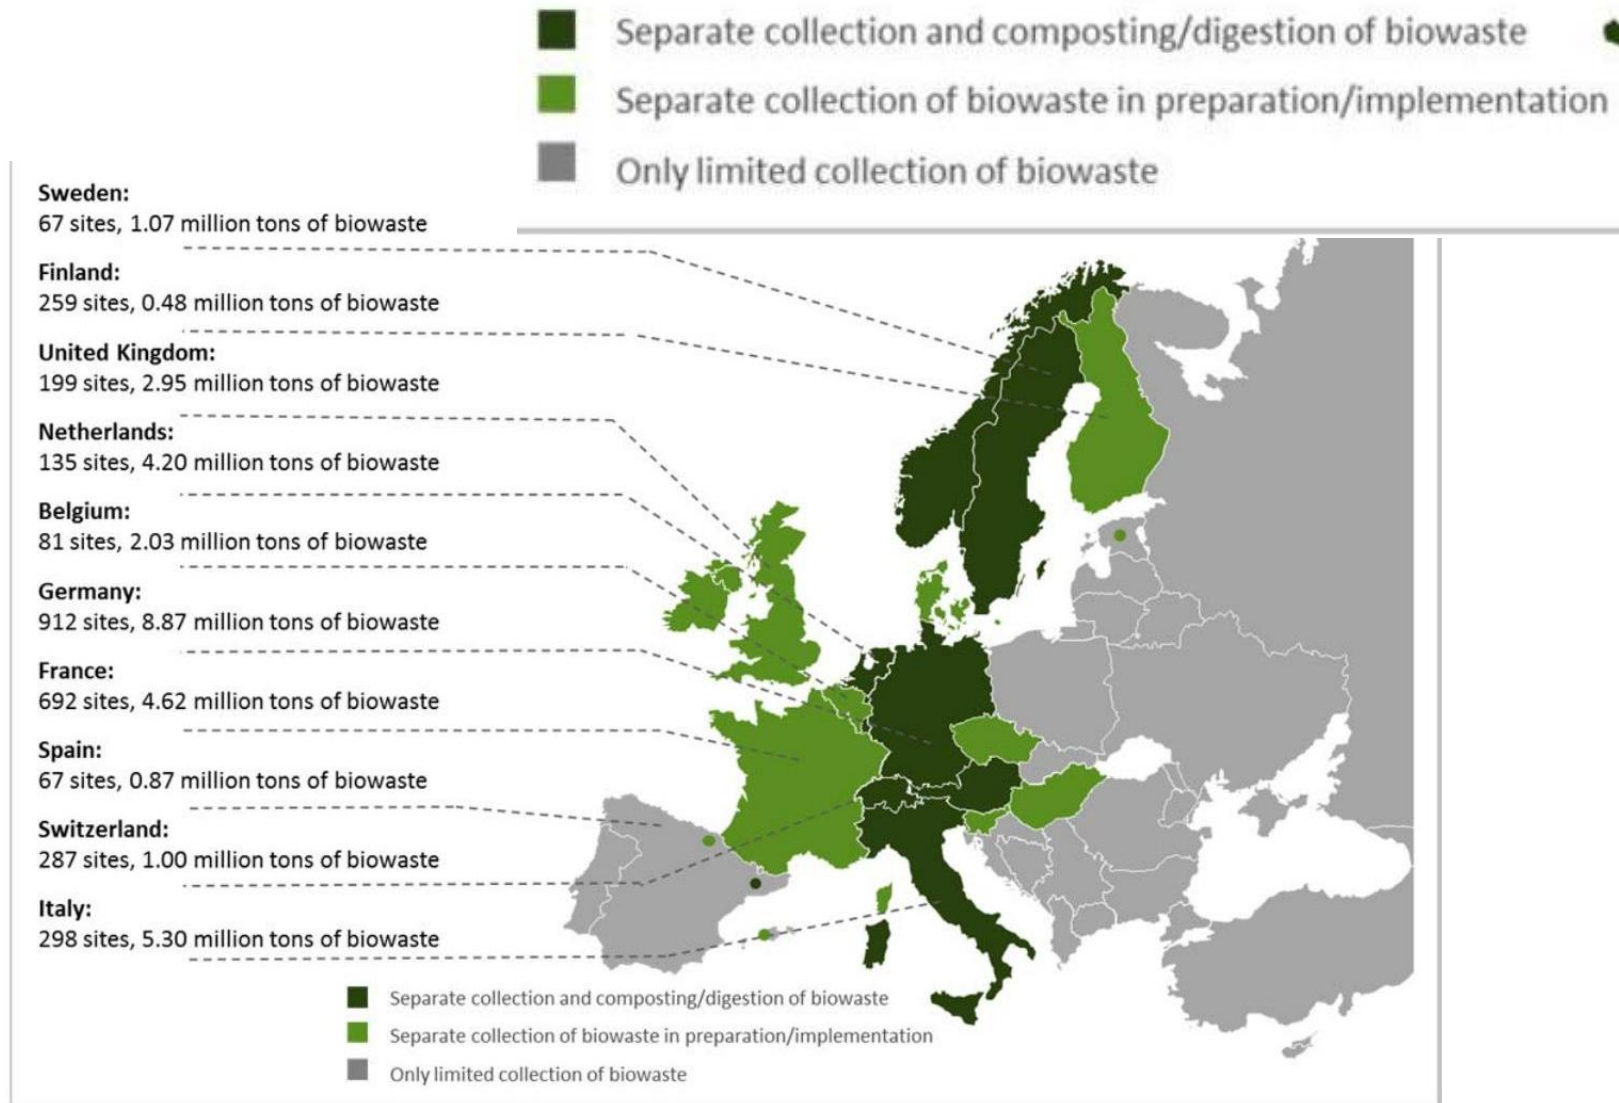 Separate collection and composting/digestion of biowaste
Separate collection of biowaste in preparation/implementation
Only limited collection of biowaste
Sweden:
67 sites, 1.07 million tons of biowaste
Finland:
259 sites, 0.48 million tons of biowaste
United Kingdom:
199 sites, 2.95 million tons of biowaste
Netherlands:
135 sites, 4.20 million tons of biowaste
Belgium:
81 sites, 2.03 million tons of biowaste
Germany:
912 sites, 8.87 million tons of biowaste
France:
692 sites, 4.62 million tons of biowaste
Spain:
67 sites, 0.87 million tons of biowaste
Switzerland:
287 sites, 1.00 million tons of biowaste
Italy:
298 sites, 5.30 million tons of biowaste
Separate collection and composting/digestion of biowaste
Separate collection of biowaste in preparation/implementation
Only limited collection of biowaste